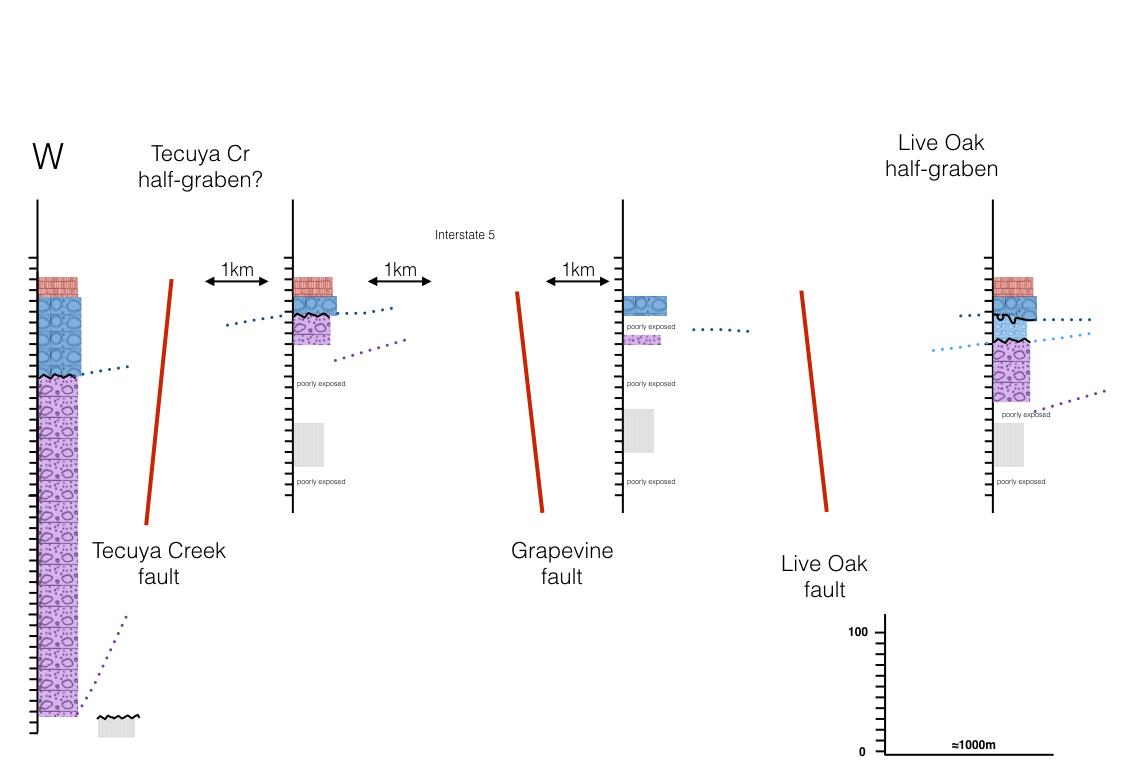 W
Tecuya Cr
half-graben?
Live Oak
half-graben
Interstate 5
1km
1km
1km
poorly exposed
poorly exposed
poorly exposed
poorly exposed
poorly exposed
poorly exposed
poorly exposed
Tecuya Creek
fault
Grapevine
fault
Live Oak
fault
100
0
≈1000m